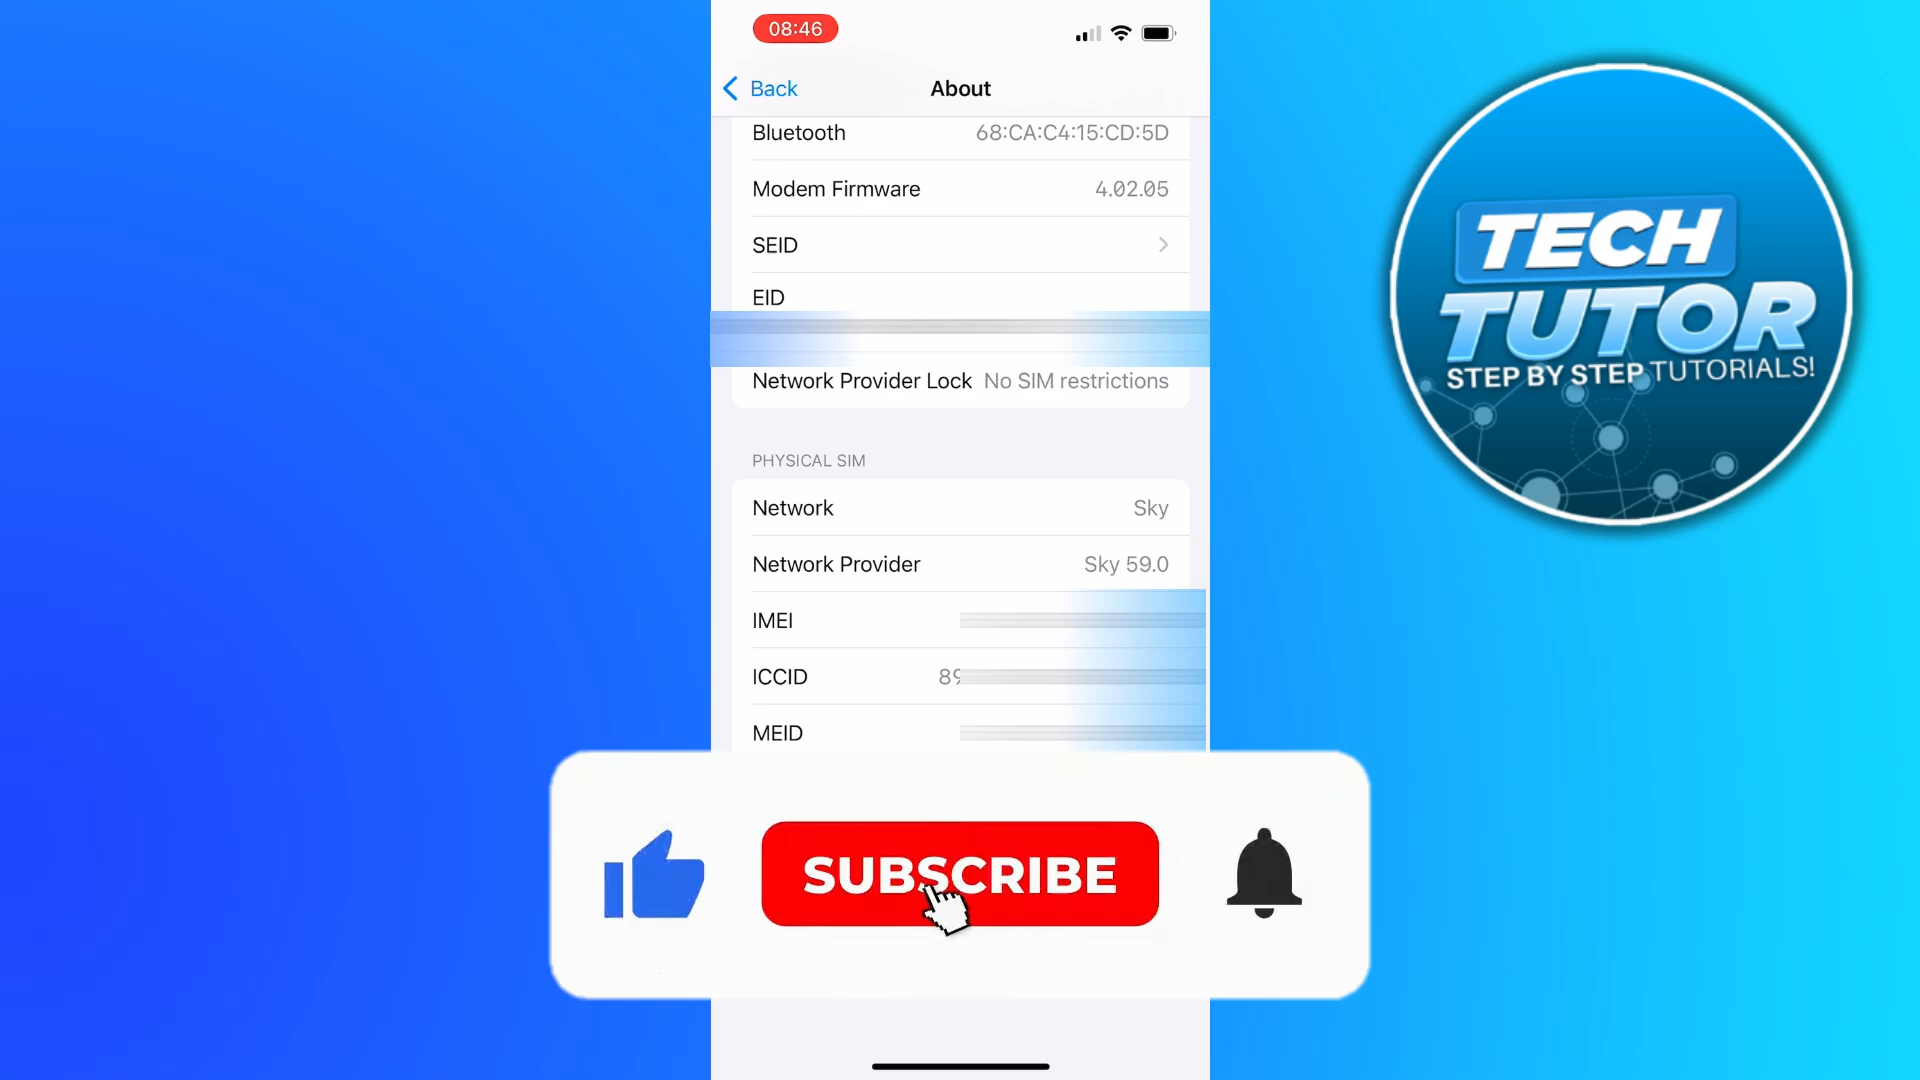 08:46
Back
About
Bluetooth 68:CA:C4:15:CD:5D
Modem Firmware 4.02.05
SEID
EID
Network Provider Lock No SIM restrictions
PHYSICAL SIM
Network Sky
Network Provider Sky 59.0
IMEI
ICCID
MEID
SUBSCRIBE
TECH
TUTOR
STEP BY STEP TUTORIALS!